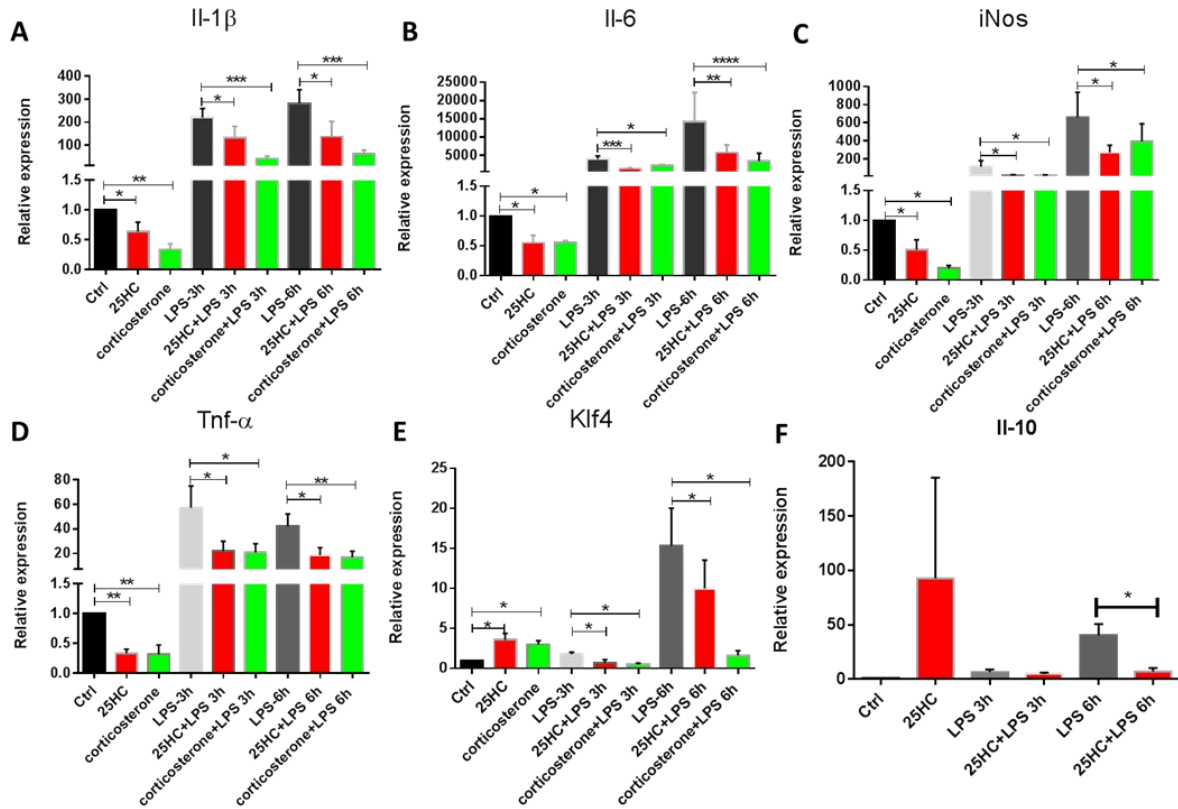 A
Il-1β
Relative expression
400
300
200
100
1.5
1.0
0.5
0.0
*
**
*
***
*
***
Ctrl
25HC
corticosterone
LPS-3h
25HC+LPS 3h
corticosterone+LPS 3h
LPS-6h
25HC+LPS 6h
corticosterone+LPS 6h
B
Il-6
Relative expression
25000
20000
15000
10000
5000
1.5
1.0
0.5
0.0
*
*
***
*
**
****
Ctrl
25HC
corticosterone
LPS-3h
25HC+LPS 3h
corticosterone+LPS 3h
LPS-6h
25HC+LPS 6h
corticosterone+LPS 6h
C
iNos
Relative expression
1000
800
600
400
200
1.5
1.0
0.5
0.0
*
*
*
*
*
*
Ctrl
25HC
corticosterone
LPS-3h
25HC+LPS 3h
corticosterone+LPS 3h
LPS-6h
25HC+LPS 6h
corticosterone+LPS 6h
D
Tnf-α
Relative expression
80
60
40
20
1.5
1.0
0.5
0.0
**
**
*
*
*
**
Ctrl
25HC
corticosterone
LPS-3h
25HC+LPS 3h
corticosterone+LPS 3h
LPS-6h
25HC+LPS 6h
corticosterone+LPS 6h
E
Klf4
Relative expression
25
20
15
10
5
0
*
*
*
*
*
*
Ctrl
25HC
corticosterone
LPS-3h
25HC+LPS 3h
corticosterone+LPS 3h
LPS-6h
25HC+LPS 6h
corticosterone+LPS 6h
F
Il-10
Relative expression
200
150
100
50
0
*
Ctrl
25HC
LPS 3h
25HC+LPS 3h
LPS 6h
25HC+LPS 6h